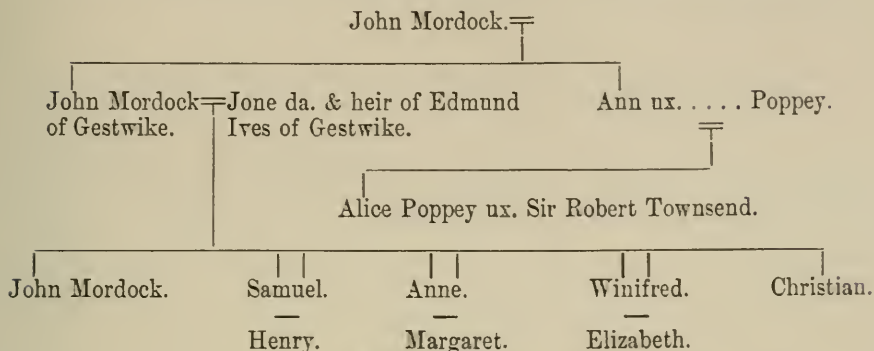 John Mordock.
John Mordock=Jone da. & heir of Edmund Ann ux. . . . . . Poppey.
of Gestwike. Ives of Gestwike.
Alice Poppey ux. Sir Robert Townsend.
John Mordock. Samuel. Anne. Winifred. Christian.
Henry. Margaret. Elizabeth.